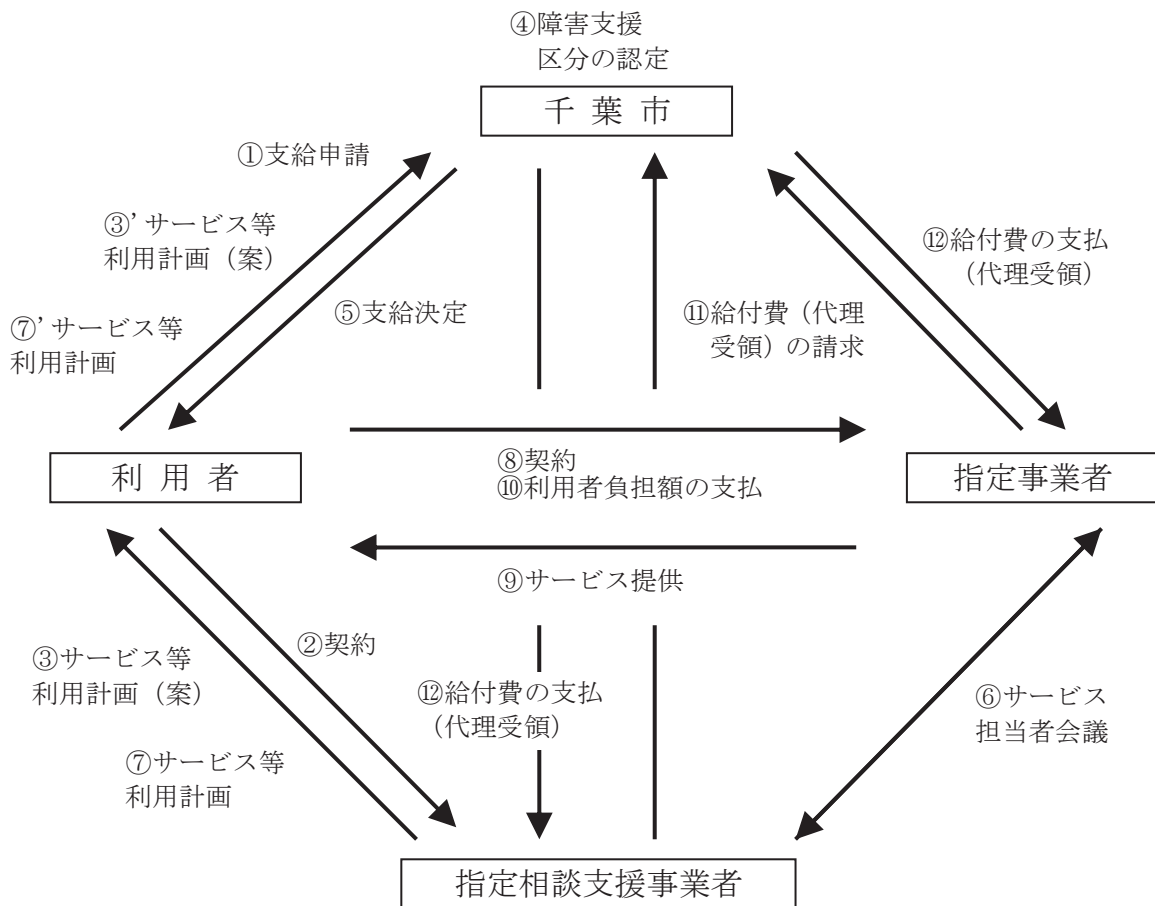 ④障害支援
区分の認定
千葉市
①支給申請
③’サービス等
利用計画（案）
⑫給付費の支払
（代理受領）
⑤支給決定
⑪給付費（代理
受領）の請求
⑦’サービス等
利用計画
利用者
⑧契約
⑩利用者負担額の支払
指定事業者
⑨サービス提供
②契約
③サービス等
利用計画（案）
⑫給付費の支払
（代理受領）
⑥サービス
担当者会議
⑦サービス等
利用計画
指定相談支援事業者